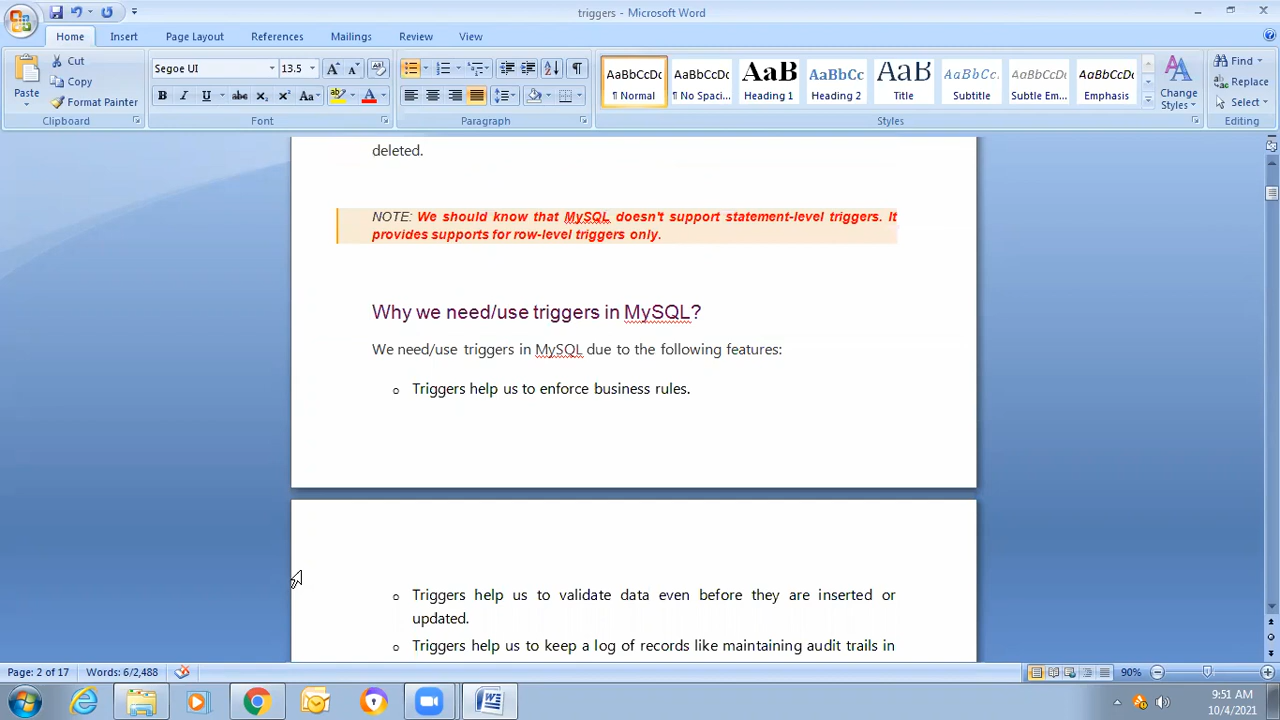 triggers - Microsoft Word
Home Insert Page Layout References Mailings Review View
Paste
Cut
Copy
Format Painter
Clipboard
Segoe UI 13.5
Font
Paragraph
AaBbCcDc AaBbCcDc AaB AaBbCc AaB AaBbCc. AaBbCcDc AaBbCcDc
¶ Normal ¶ No Spaci... Heading 1 Heading 2 Title Subtitle Subtle Em... Emphasis
Styles
Change
Styles
Find
Replace
Select
Editing
deleted.
NOTE: We should know that MySQL doesn't support statement-level triggers. It
provides supports for row-level triggers only.
Why we need/use triggers in MySQL?
We need/use triggers in MySQL due to the following features:
o Triggers help us to enforce business rules.
o Triggers help us to validate data even before they are inserted or
updated.
o Triggers help us to keep a log of records like maintaining audit trails in
Page: 2 of 17 Words: 6/2,488 90%
9:51 AM
10/4/2021